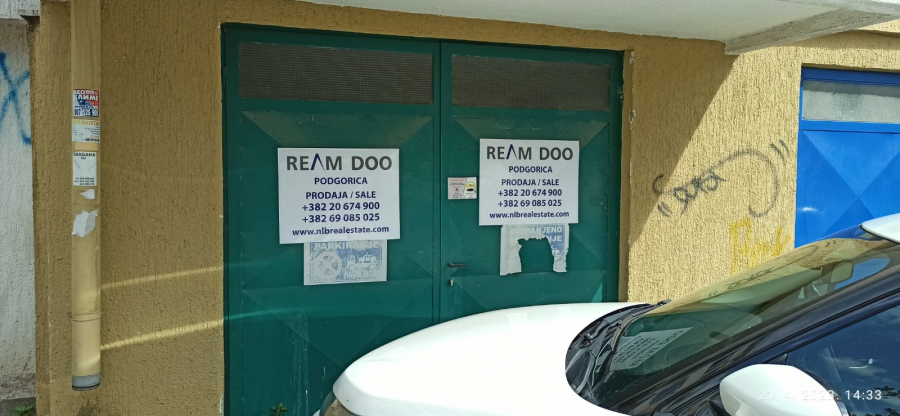 REAM DOO
PODGORICA
PRODAJA / SALE
+382 20 674 900
+382 69 085 025
www.nlbrealestate.com
PARKIRANJE
REAM DOO
PODGORICA
PRODAJA / SALE
+382 20 674 900
+382 69 085 025
www.nlbrealestate.com
14:33